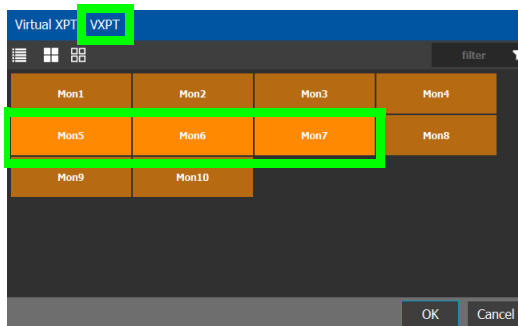 Virtual XPT VXPT
filter
Mon1 Mon2 Mon3 Mon4
Mon5 Mon6 Mon7 Mon8
Mon9 Mon10
OK Cancel